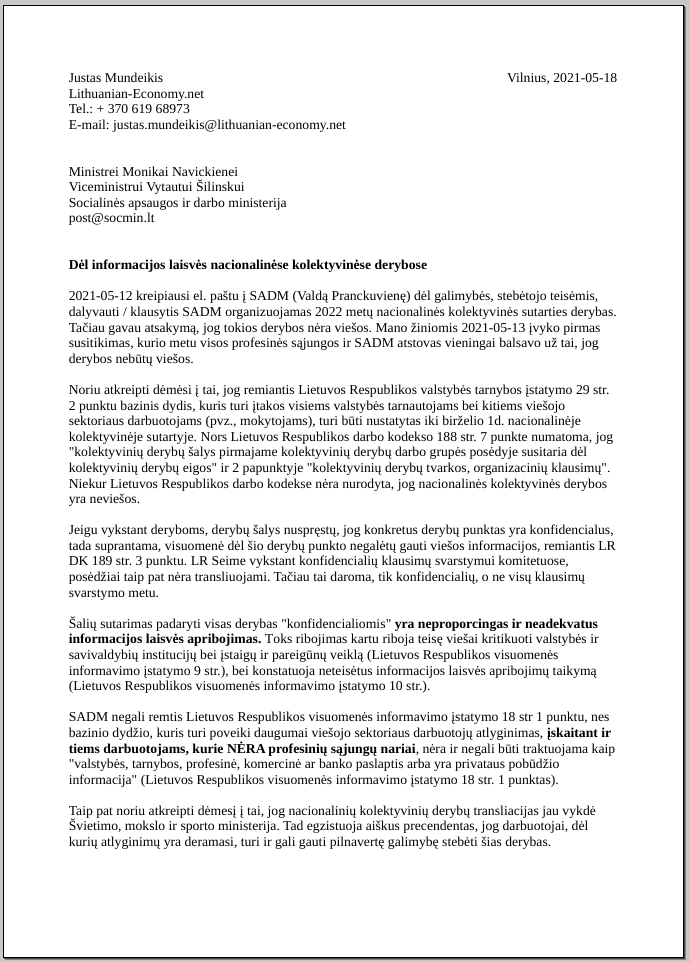 Justas Mundeikis
Vilnius, 2021-05-18
Lithuanian-Economy.net
Tel.: + 370 619 68973
E-mail: justas.mundeikis@lithuanian-economy.net
Ministrei Monikai Navickienei
Viceministrui Vytautui Šilinskui
Socialinės apsaugos ir darbo ministerija
post@socmin.lt
Dėl informacijos laisvės nacionalinėse kolektyvinėse derybose
2021-05-12 kreipiausi el. paštu į SADM (Valdą Pranckuvienę) dėl galimybės, stebėtojo teisėmis,
dalyvauti / klausytis SADM organizuojamas 2022 metų nacionalinės kolektyvinės sutarties derybas.
Tačiau gavau atsakymą, jog tokios derybos nėra viešos. Mano žiniomis 2021-05-13 įvyko pirmas
susitikimas, kurio metu visos profesinės sąjungos ir SADM atstovas vieningai balsavo už tai, jog
derybos nebūtų viešos.
Noriu atkreipti dėmėsi į tai, jog remiantis Lietuvos Respublikos valstybės tarnybos įstatymo 29 str.
2 punktu bazinis dydis, kuris turi įtakos visiems valstybės tarnautojams bei kitiems viešojo
sektoriaus darbuotojams (pvz., mokytojams), turi būti nustatytas iki birželio 1d. nacionalinėje
kolektyvinėje sutartyje. Nors Lietuvos Respublikos darbo kodekso 188 str. 7 punkte numatoma, jog
"kolektyvinių derybų šalys pirmajame kolektyvinių derybų darbo grupės posėdyje susitaria dėl
kolektyvinių derybų eigos" ir 2 papunktyje "kolektyvinių derybų tvarkos, organizacinių klausimų".
Niekur Lietuvos Respublikos darbo kodekse nėra nurodyta, jog nacionalinės kolektyvinės derybos
yra neviešos.
Jeigu vykstant deryboms, derybų šalys nuspręstų, jog konkretus derybų punktas yra konfidencialus,
tada suprantama, visuomenė dėl šio derybų punkto negalėtų gauti viešos informacijos, remiantis LR
DK 189 str. 3 punktu. LR Seime vykstant konfidencialių klausimų svarstymui komitetuose,
posėdžiai taip pat nėra transliuojami. Tačiau tai daroma, tik konfidencialių, o ne visų klausimų
svarstymo metu.
Šalių sutarimas padaryti visas derybas "konfidencialiomis" yra neproporcingas ir neadekvatus
informacijos laisvės apribojimas. Toks ribojimas kartu riboja teisę viešai kritikuoti valstybės ir
savivaldybių institucijų bei įstaigų ir pareigūnų veiklą (Lietuvos Respublikos visuomenės
informavimo įstatymo 9 str.), bei konstatuoja neteisėtus informacijos laisvės apribojimų taikymą
(Lietuvos Respublikos visuomenės informavimo įstatymo 10 str.).
SADM negali remtis Lietuvos Respublikos visuomenės informavimo įstatymo 18 str 1 punktu, nes
bazinio dydžio, kuris turi poveiki daugumai viešojo sektoriaus darbuotojų atlyginimas, įskaitant ir
tiems darbuotojams, kurie NĖRA profesinių sąjungų nariai, nėra ir negali būti traktuojama kaip
"valstybės, tarnybos, profesinė, komercinė ar banko paslaptis arba yra privataus pobūdžio
informacija" (Lietuvos Respublikos visuomenės informavimo įstatymo 18 str. 1 punktas).
Taip pat noriu atkreipti dėmesį į tai, jog nacionalinių kolektyvinių derybų transliacijas jau vykdė
Švietimo, mokslo ir sporto ministerija. Tad egzistuoja aiškus precendentas, jog darbuotojai, dėl
kurių atlyginimų yra deramasi, turi ir gali gauti pilnavertę galimybę stebėti šias derybas.